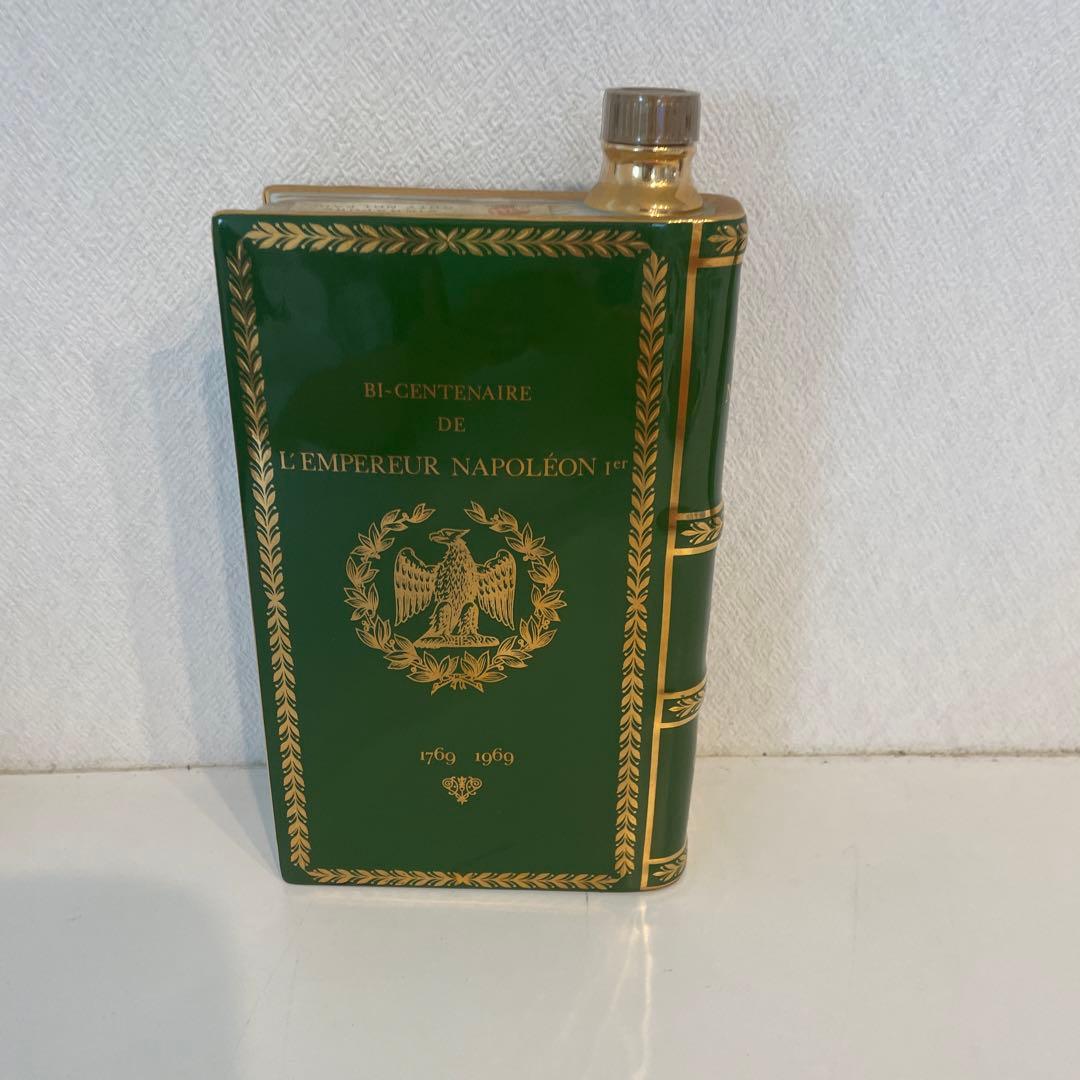 BI-CENTENAIRE
DE
L'EMPEREUR NAPOLÉON Ier
1769 1969